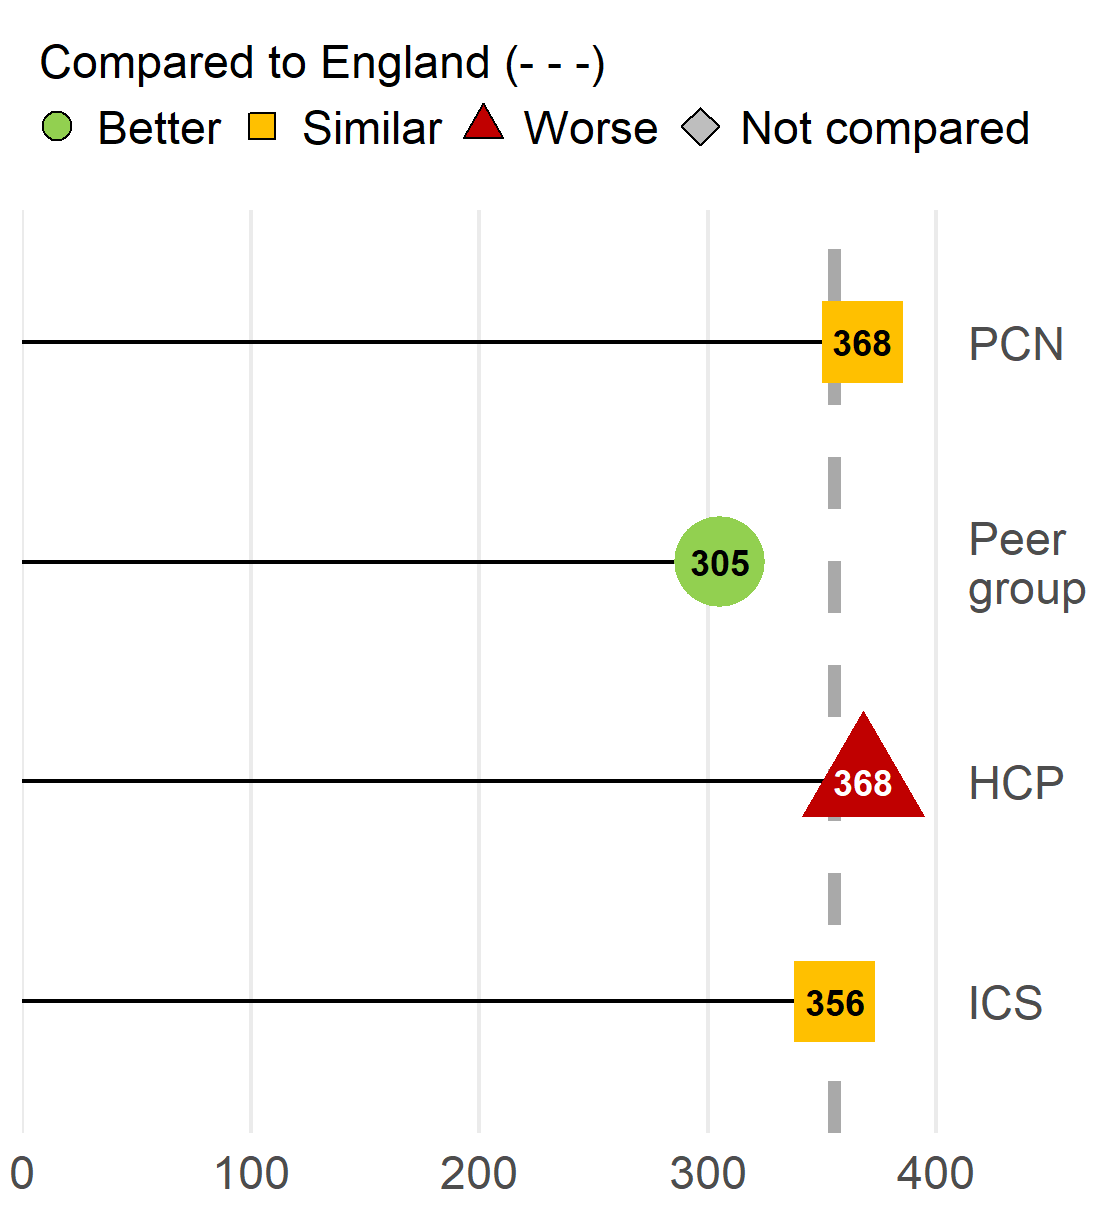 Compared to England (- - -)
Better Similar Worse Not compared
368 PCN
305 Peer
group
368 HCP
356 ICS
0 100 200 300 400